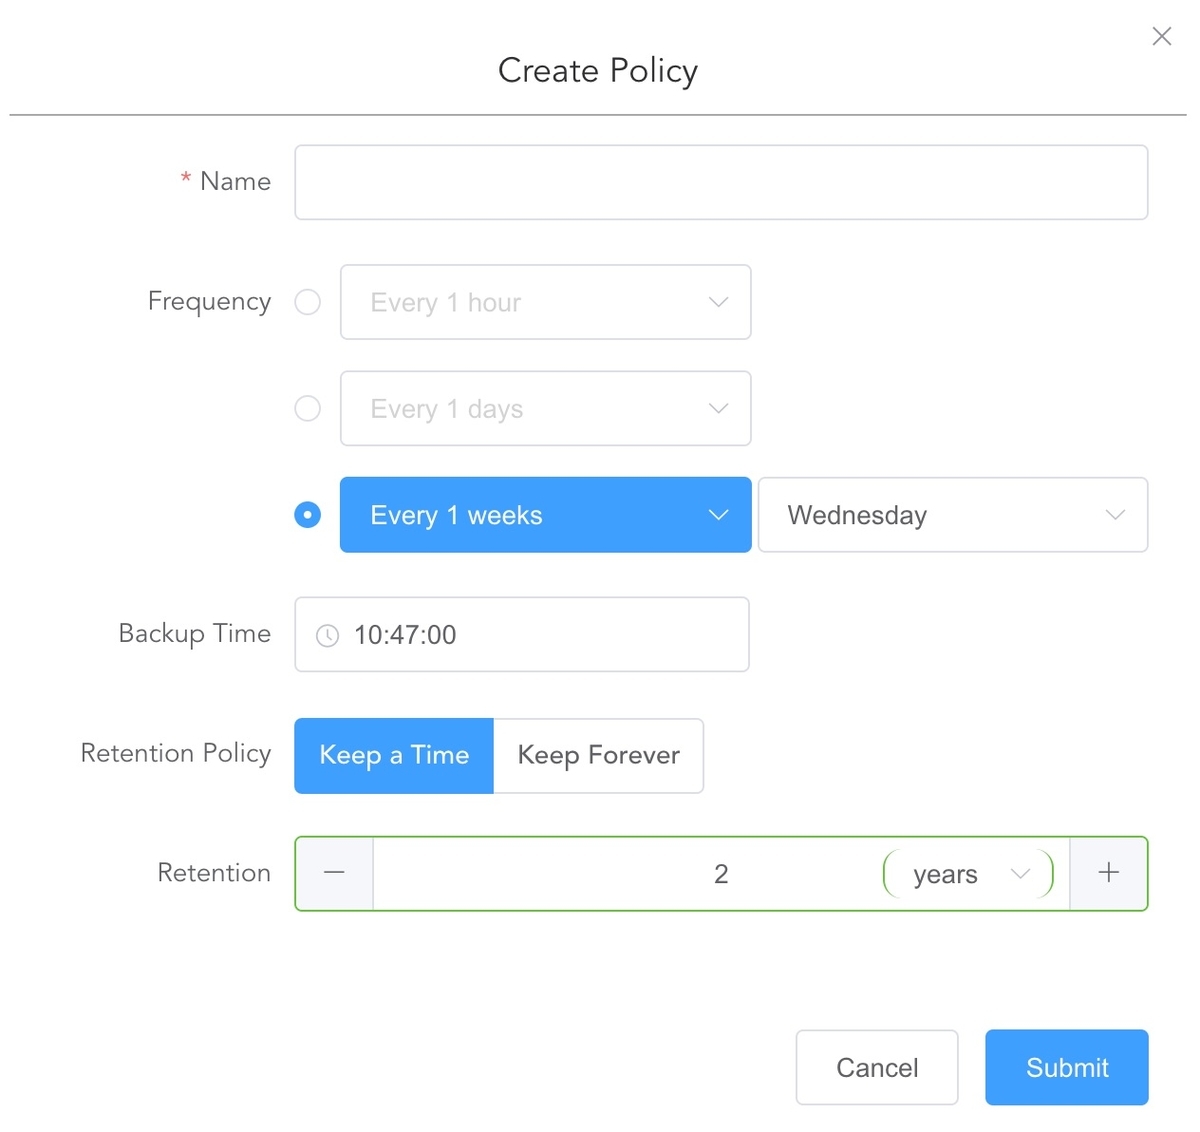 Create Policy
* Name
Frequency
Every 1 hour
Every 1 days
Every 1 weeks
Wednesday
Backup Time
10:47:00
Retention Policy
Keep a Time
Keep Forever
Retention
2
years
Cancel
Submit